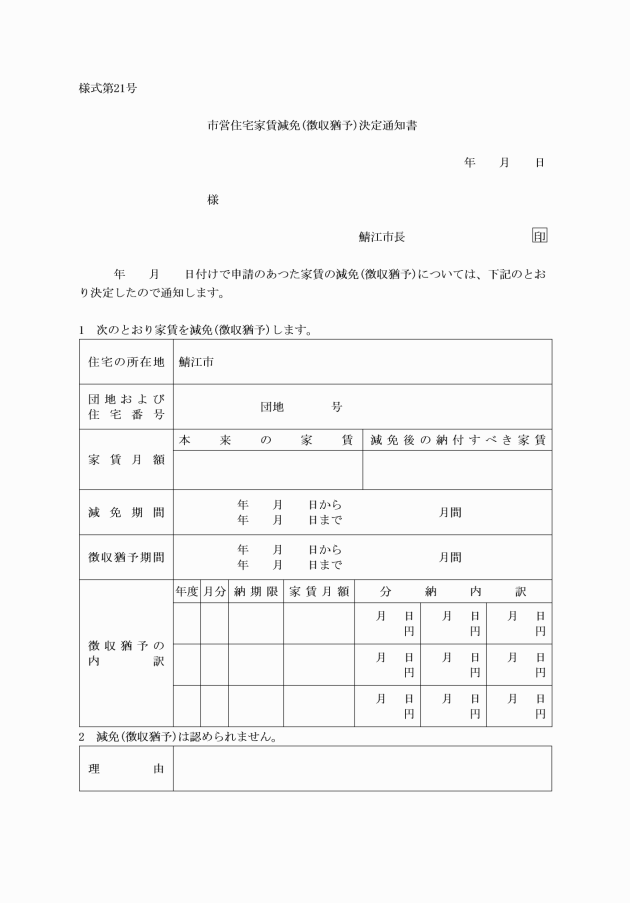 様式第21号
市営住宅家賃減免(徴収猶予)決定通知書
年　　月　　日
様
鯖江市長　　印
年　　月　　日付けで申請のあつた家賃の減免(徴収猶予)については、下記のとお
り決定したので通知します。
1　次のとおり家賃を減免(徴収猶予)します。
住宅の所在地　鯖江市
団地および
住宅番号
団地　　　　号
家賃月額
本来の家賃　減免後の納付すべき家賃
減免期間
年　　月　　日から
年　　月　　日まで
月間
徴収猶予期間
年　　月　　日から
年　　月　　日まで
月間
徴収猶予の
内訳
年度　月分　納期限　家賃月額　分納内訳
月　日　月　日　月　日
円　円　円
月　日　月　日　月　日
円　円　円
月　日　月　日　月　日
円　円　円
2　減免(徴収猶予)は認められません。
理由